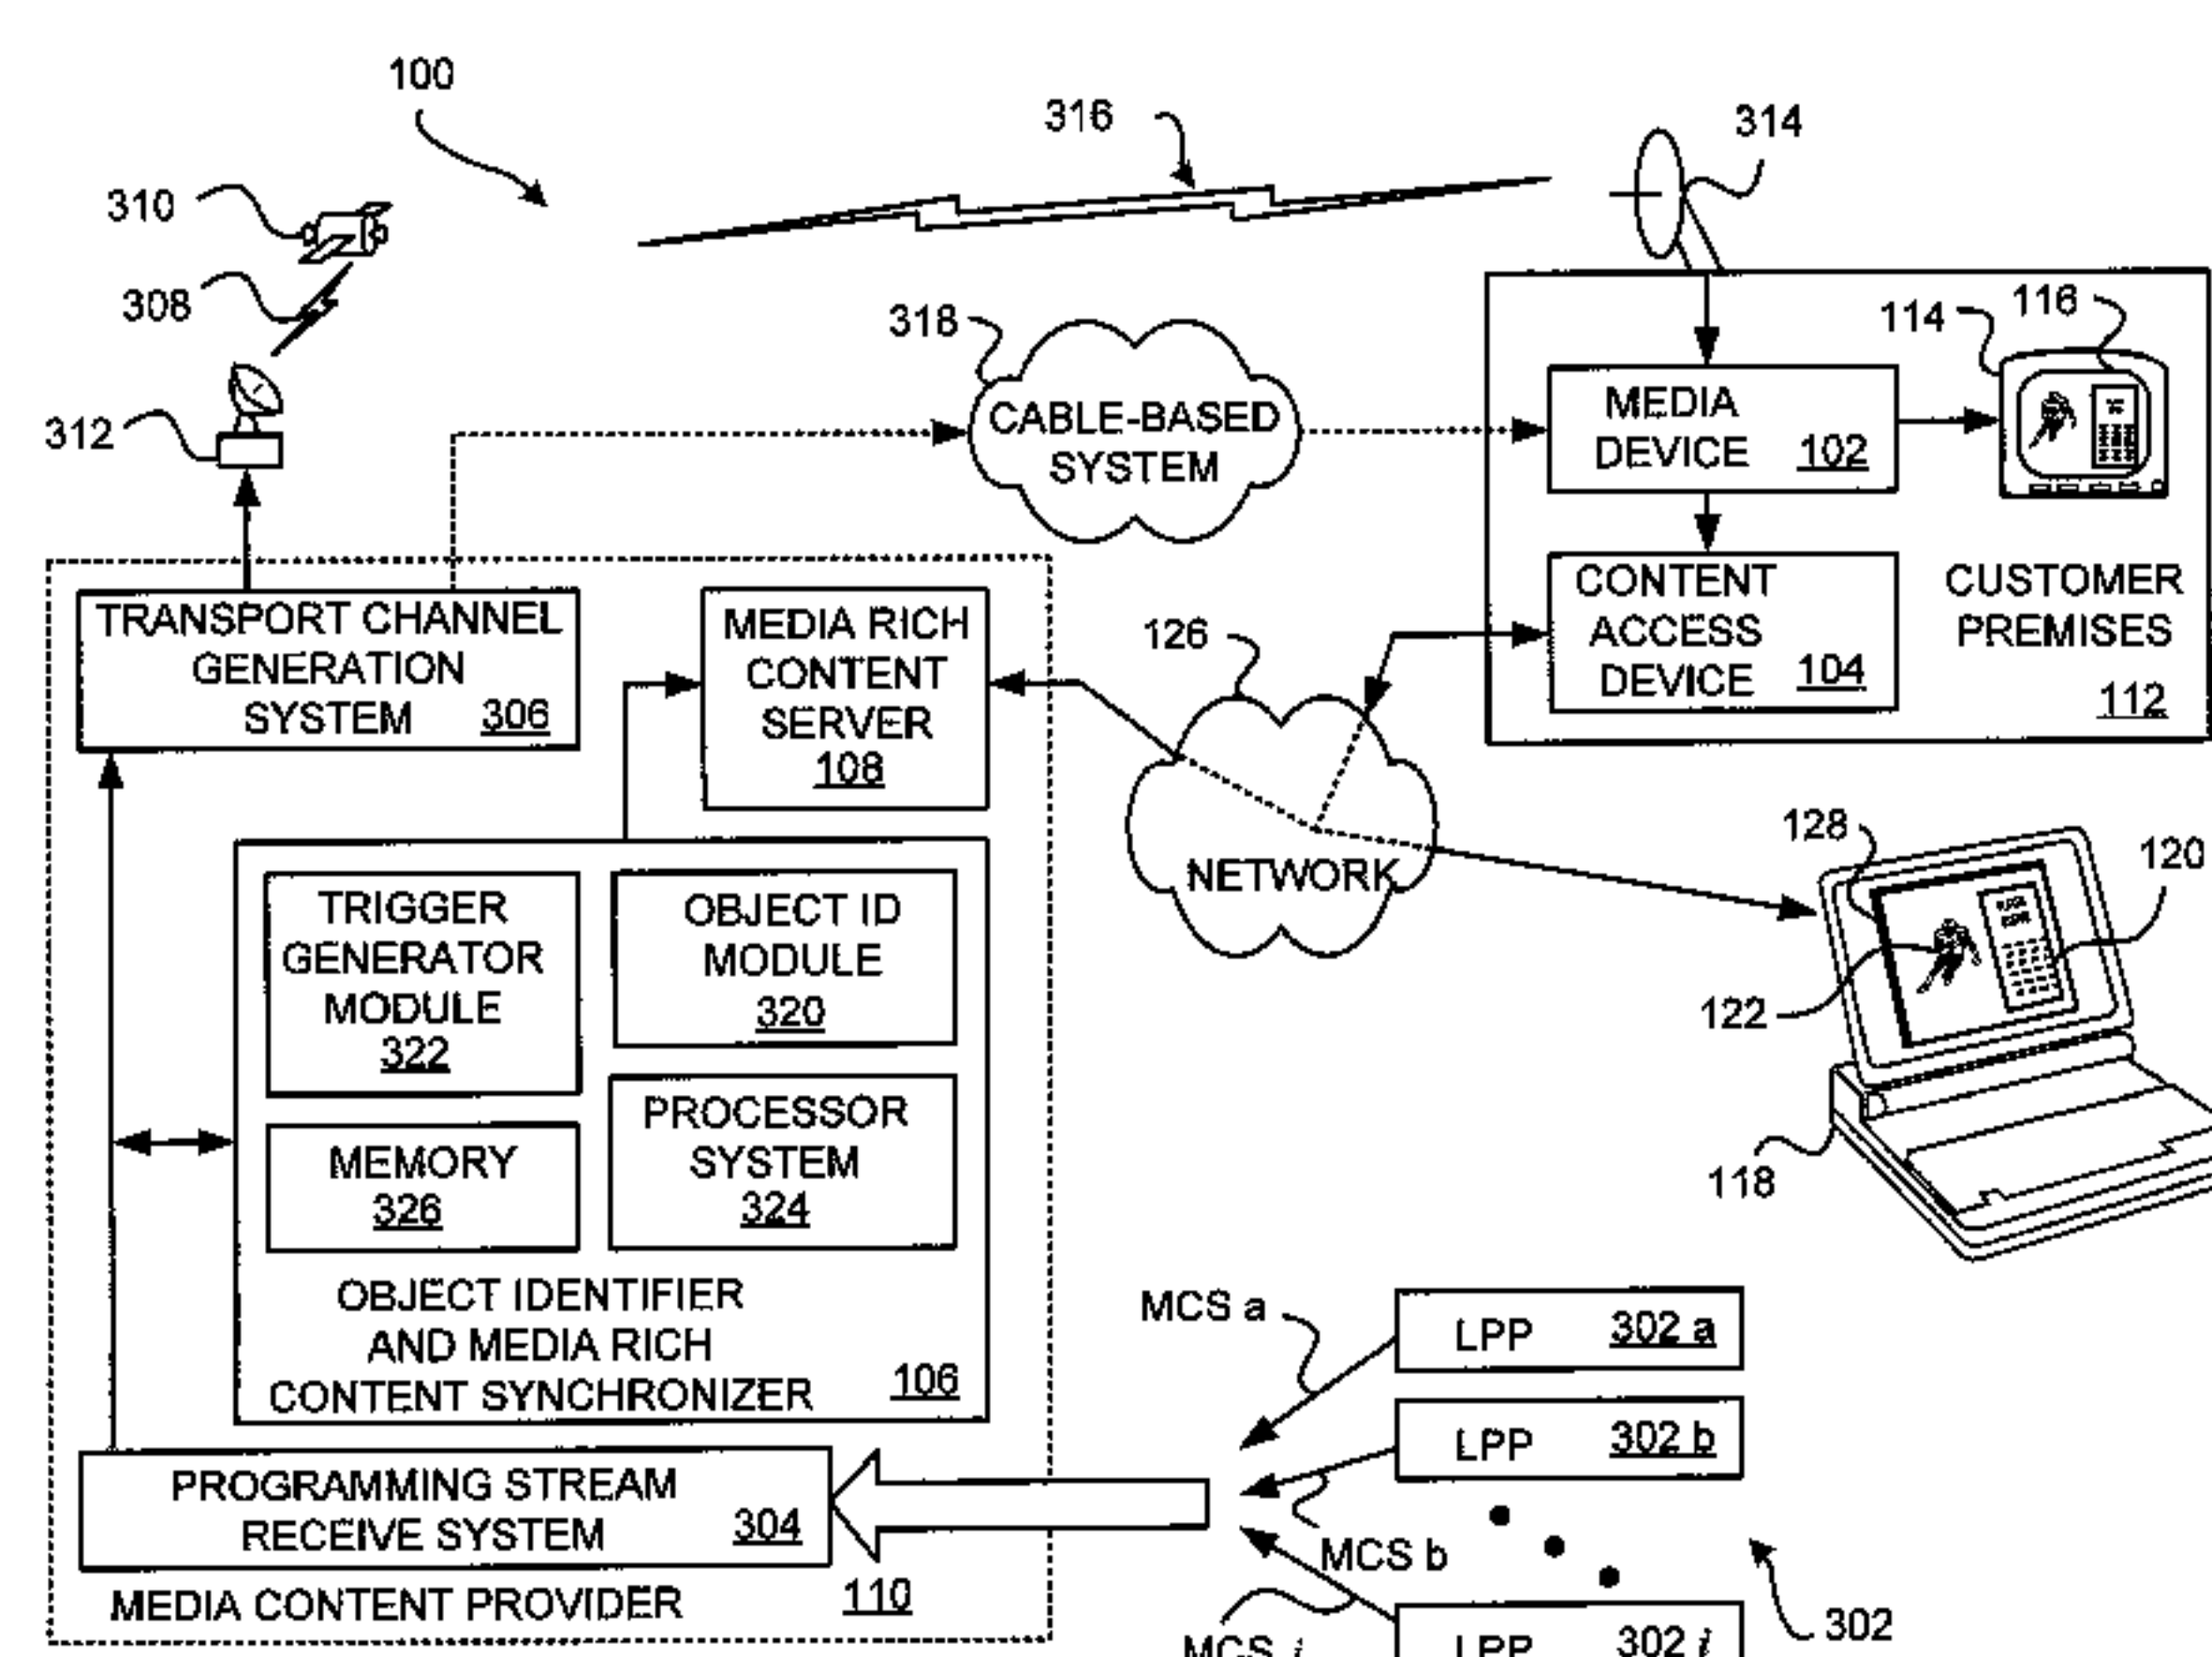 100
316
314
310
308
312
318
CABLE-BASED
SYSTEM
114
116
MEDIA
DEVICE 102
CONTENT
ACCESS
DEVICE 104
CUSTOMER
PREMISES
112
TRANSPORT CHANNEL
GENERATION
SYSTEM 306
MEDIA RICH
CONTENT
SERVER
108
126
NETWORK
128
120
122
118
TRIGGER
GENERATOR
MODULE
322
OBJECT ID
MODULE
320
MEMORY
326
PROCESSOR
SYSTEM
324
OBJECT IDENTIFIER
AND MEDIA RICH
CONTENT SYNCHRONIZER 106
PROGRAMMING STREAM
RECEIVE SYSTEM 304
MEDIA CONTENT PROVIDER 110
MCS a
LPP 302 a
LPP 302 b
MCS b
MCS i
LPP 302 i
302